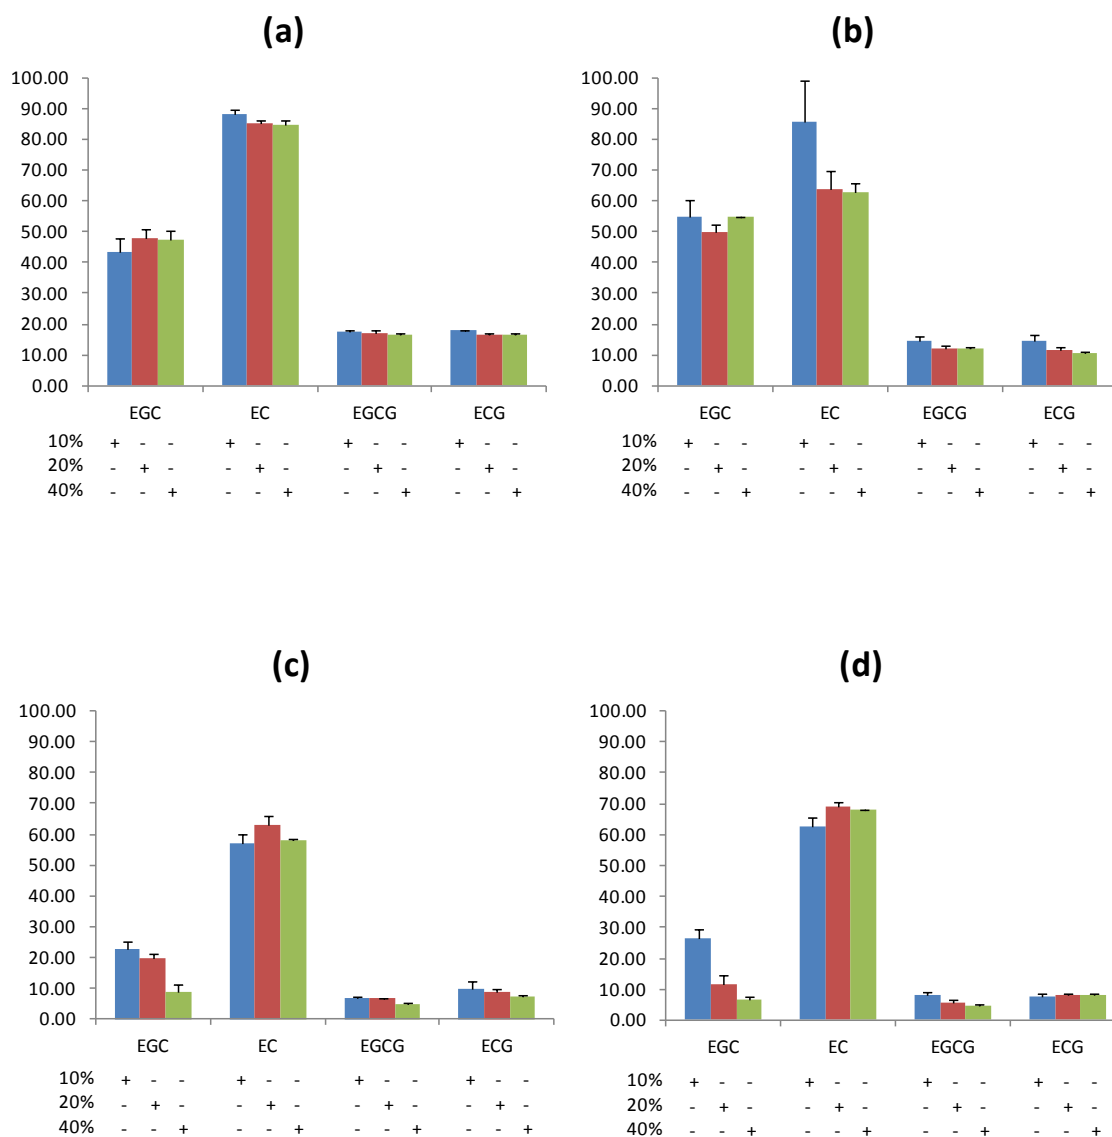 (a) (b)
100.00 100.00
90.00 90.00
80.00 80.00
70.00 70.00
60.00 60.00
50.00 50.00
40.00 40.00
30.00 30.00
20.00 20.00
10.00 10.00
0.00 0.00
EGC EC EGCG ECG EGC EC EGCG ECG
10% + - - + - - + - - + - - 10% + - - + - - + - - + - -
20% - + - - + - - + - - + - 20% - + - - + - - + - - + -
40% - - + - - + - - + - - + 40% - - + - - + - - + - - +
(c) (d)
100.00 100.00
90.00 90.00
80.00 80.00
70.00 70.00
60.00 60.00
50.00 50.00
40.00 40.00
30.00 30.00
20.00 20.00
10.00 10.00
0.00 0.00
EGC EC EGCG ECG EGC EC EGCG ECG
10% + - - + - - + - - + - - 10% + - - + - - + - - + - -
20% - + - - + - - + - - + - 20% - + - - + - - + - - + -
40% - - + - - + - - + - - + 40% - - + - - + - - + - - +